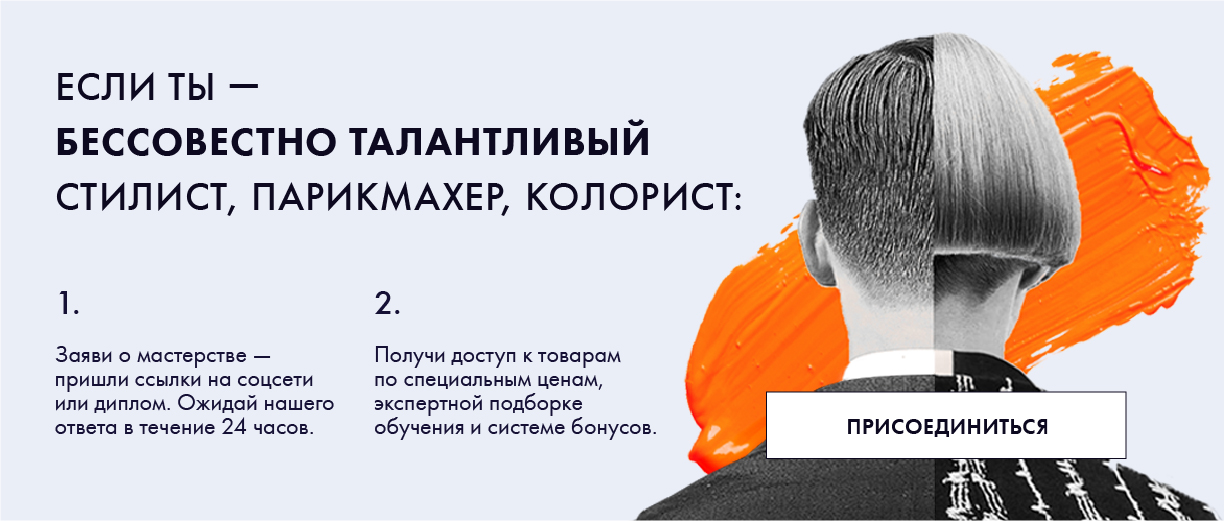 ЕСЛИ ТЫ —
БЕССОВЕСТНО ТАЛАНТЛИВЫЙ
СТИЛИСТ, ПАРИКМАХЕР, КОЛОРИСТ:
1.
Заяви о мастерстве —
пришли ссылки на соцсети
или диплом. Ожидай нашего
ответа в течение 24 часов.
2.
Получи доступ к товарам
по специальным ценам,
экспертной подборке
обучения и системе бонусов.
ПРИСОЕДИНИТЬСЯ